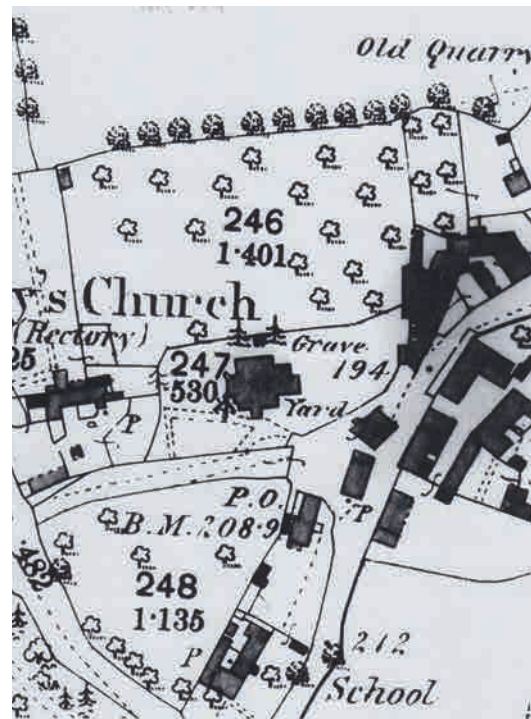 Old Quarry
246
1·401
y's Church
(Rectory)
25
Grave
247
194
530
Yard
P
P.O.
P
B.M. 208·9
482
248
1·135
P
212
School